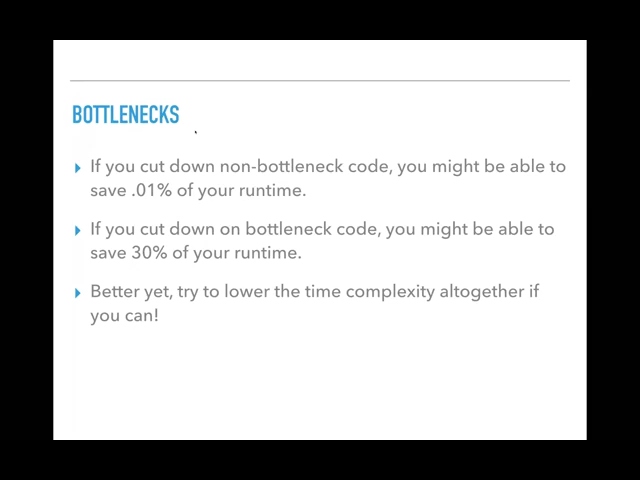 BOTTLENECKS
If you cut down non-bottleneck code, you might be able to
save .01% of your runtime.
If you cut down on bottleneck code, you might be able to
save 30% of your runtime.
Better yet, try to lower the time complexity altogether if
you can!